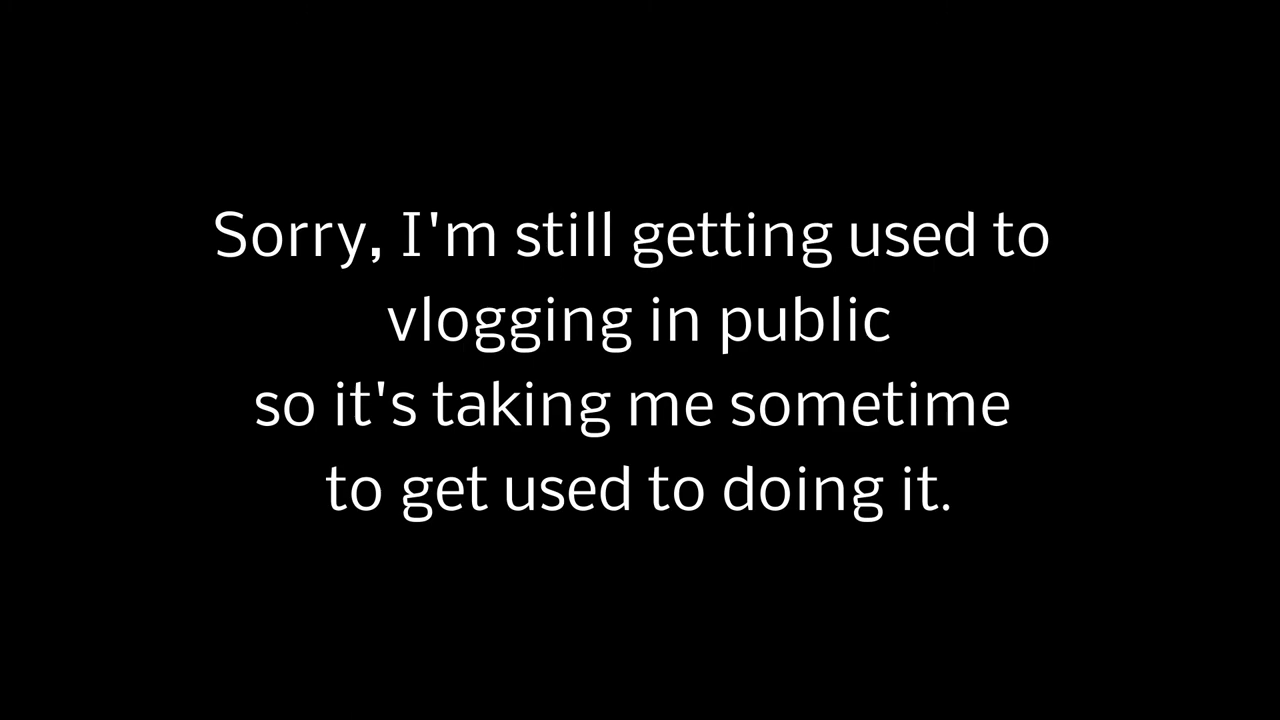 Sorry, I'm still getting used to
vlogging in public
so it's taking me sometime
to get used to doing it.